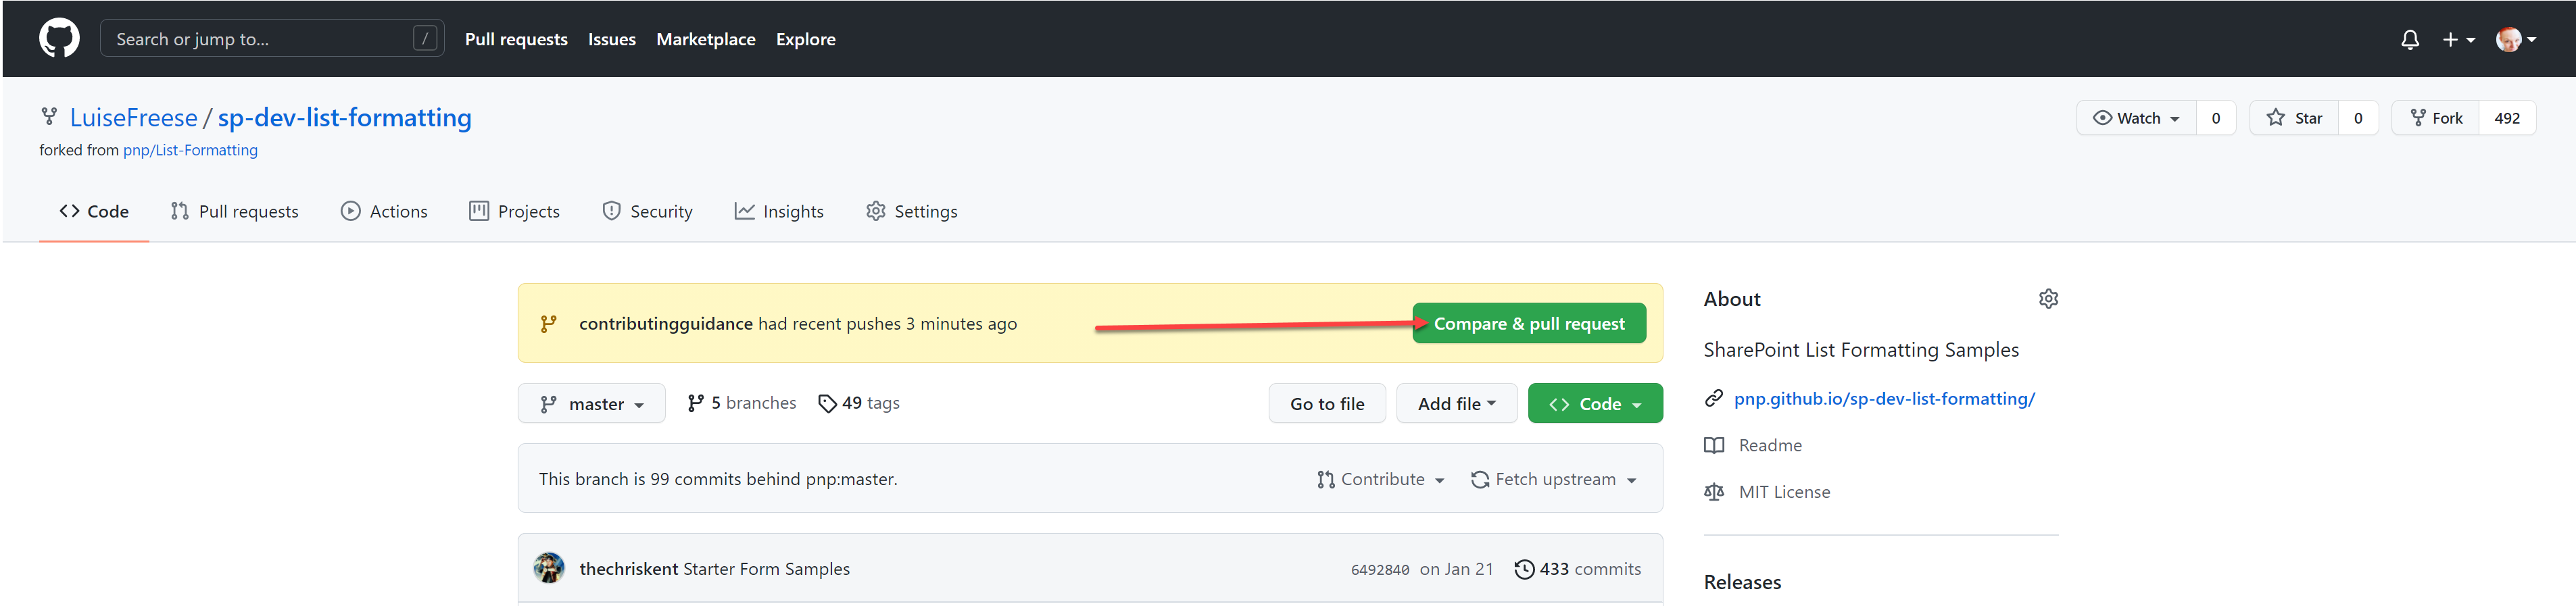 Search or jump to... / Pull requests Issues Marketplace Explore
LuiseFreese / sp-dev-list-formatting
Watch 0 Star 0 Fork 492
forked from pnp/List-Formatting
Code Pull requests Actions Projects Security Insights Settings
contributingguidance had recent pushes 3 minutes ago Compare & pull request
master 5 branches 49 tags Go to file Add file Code
This branch is 99 commits behind pnp:master. Contribute Fetch upstream
thechriskent Starter Form Samples 6492840 on Jan 21 433 commits
About
SharePoint List Formatting Samples
pnp.github.io/sp-dev-list-formatting/
Readme
MIT License
Releases